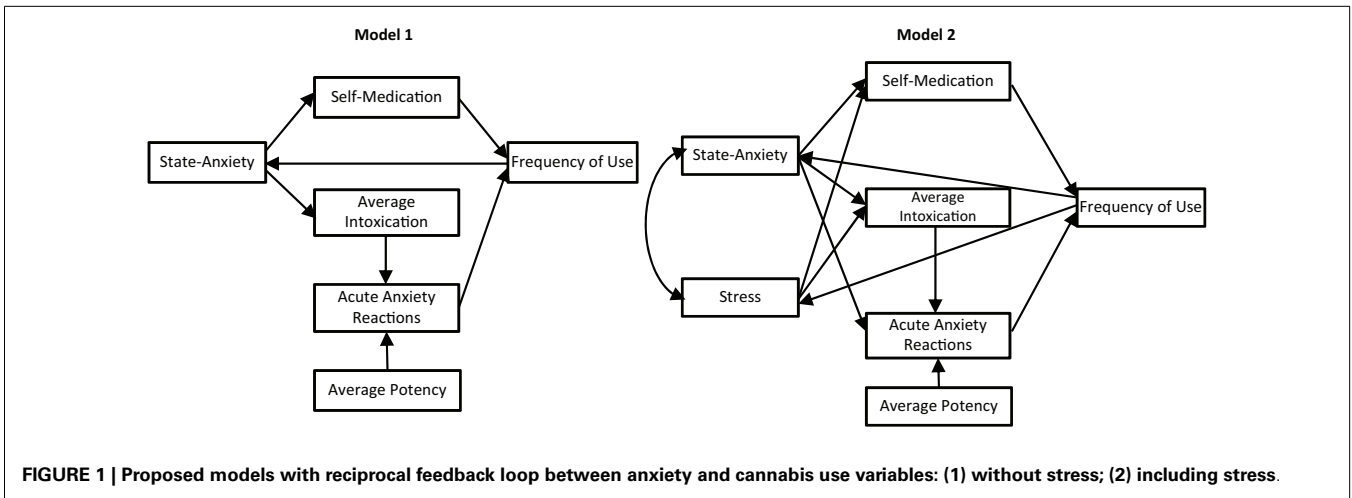 Model 1
Self-Medication
State-Anxiety
Frequency of Use
Average
Intoxication
Acute Anxiety
Reactions
Average Potency
Model 2
Self-Medication
State-Anxiety
Average
Intoxication
Frequency of Use
Stress
Acute Anxiety
Reactions
Average Potency
FIGURE 1 | Proposed models with reciprocal feedback loop between anxiety and cannabis use variables: (1) without stress; (2) including stress.